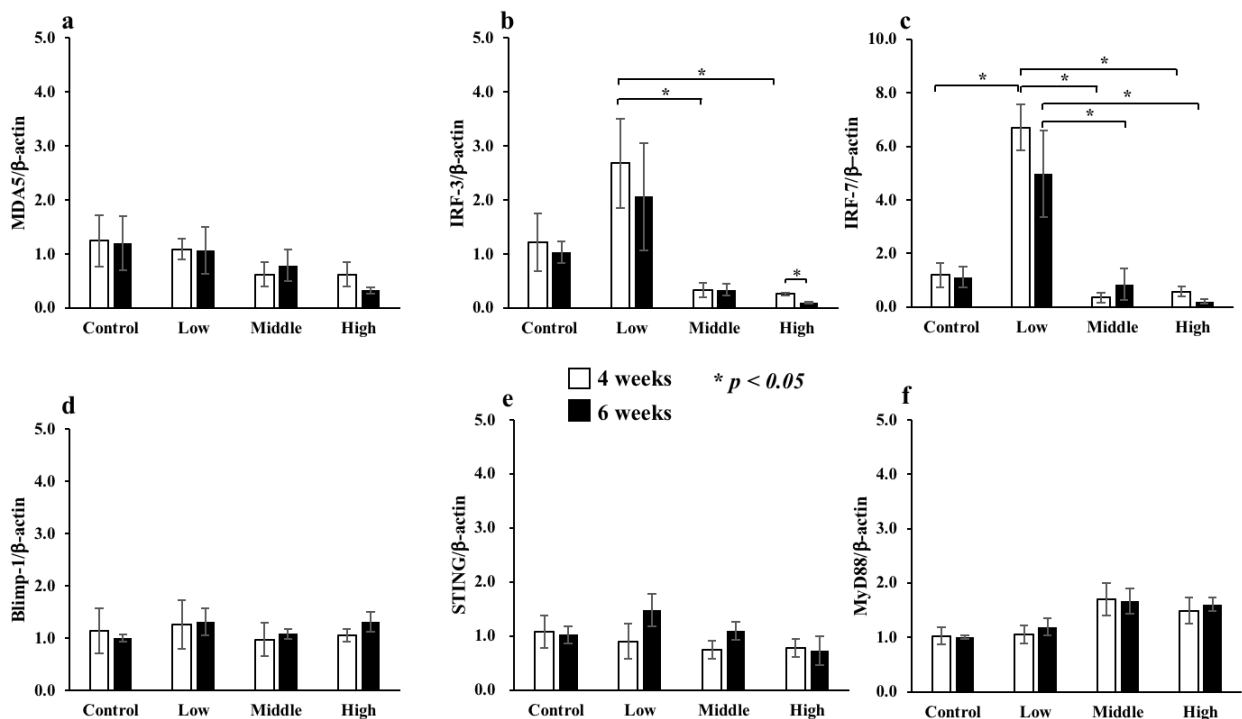 a
5.0
4.0
3.0
2.0
1.0
0.0
MDA5/β-actin
Control Low Middle High
b
5.0
4.0
3.0
2.0
1.0
0.0
IRF-3/β-actin
*
*
*
Control Low Middle High
c
10.0
8.0
6.0
4.0
2.0
0.0
IRF-7/β–actin
*
*
*
*
*
Control Low Middle High
4 weeks * p < 0.05
6 weeks
d
5.0
4.0
3.0
2.0
1.0
0.0
Blimp-1/β-actin
Control Low Middle High
e
5.0
4.0
3.0
2.0
1.0
0.0
STING/β-actin
Control Low Middle High
f
5.0
4.0
3.0
2.0
1.0
0.0
MyD88/β-actin
Control Low Middle High